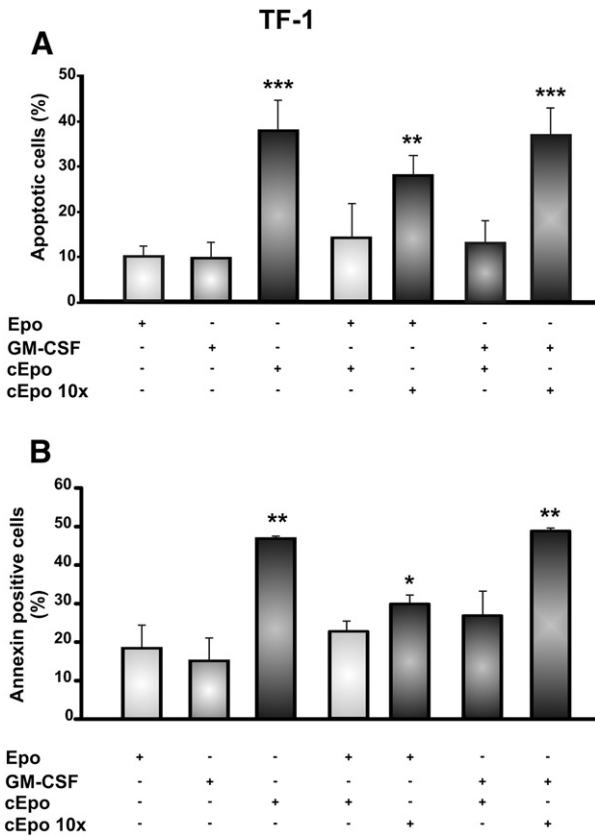 TF-1
A
Apoptotic cells (%)
50
40
30
20
10
0
*** ** ***
Epo + - - + + - -
GM-CSF - + - - - + +
cEpo - - + + - + -
cEpo 10x - - - - + - +
B
Annexin positive cells
(%)
60
50
40
30
20
10
0
** * **
Epo + - - + + - -
GM-CSF - + - - - + +
cEpo - - + + - + -
cEpo 10x - - - - + - +